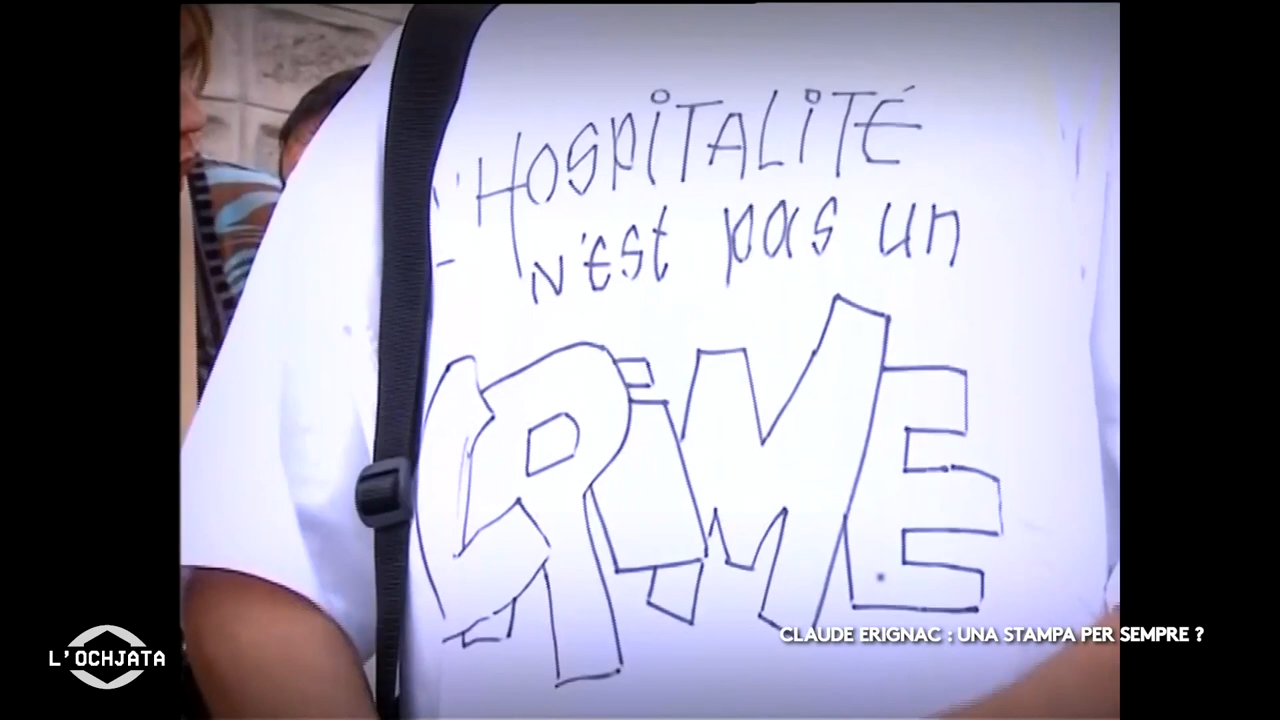 L'HOSPITALITÉ
N'EST pas un
CRIME
CLAUDE ERIGNAC : UNA STAMPA PER SEMPRE ?
L'OCHJATA